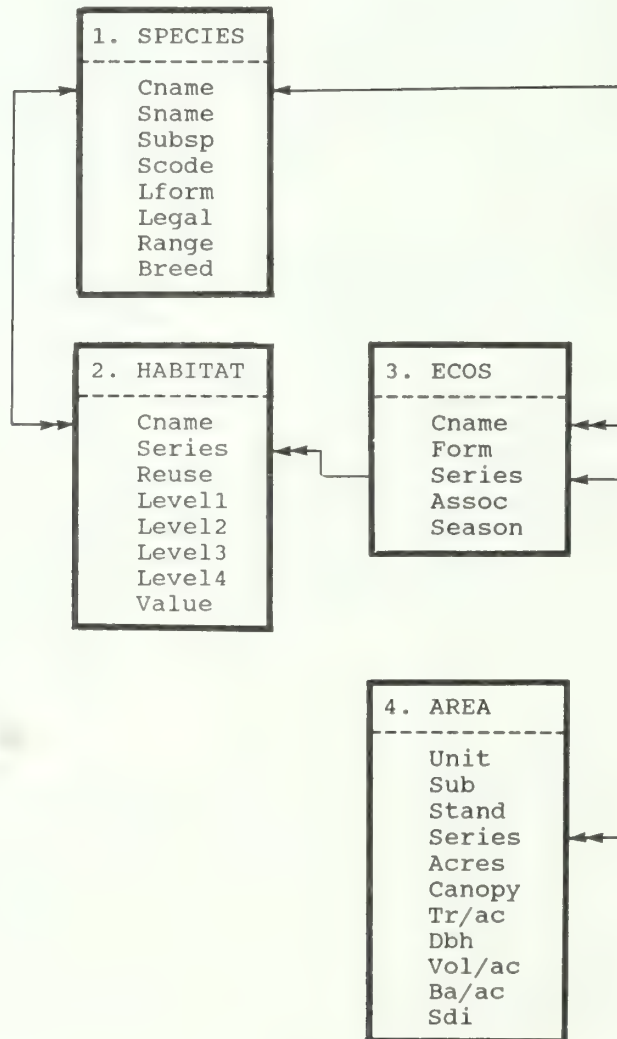 1. SPECIES
Cname
Sname
Subsp
Scode
Lform
Legal
Range
Breed
2. HABITAT
Cname
Series
Reuse
Level1
Level2
Level3
Level4
Value
3. ECOS
Cname
Form
Series
Assoc
Season
4. AREA
Unit
Sub
Stand
Series
Acres
Canopy
Tr/ac
Dbh
Vol/ac
Ba/ac
Sdi